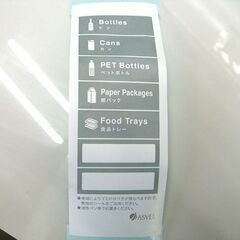 Bottles
ビン
Cans
カン
PET Bottles
ペットボトル
Paper Packages
紙パック
Food Trays
食品トレー
ASVEL